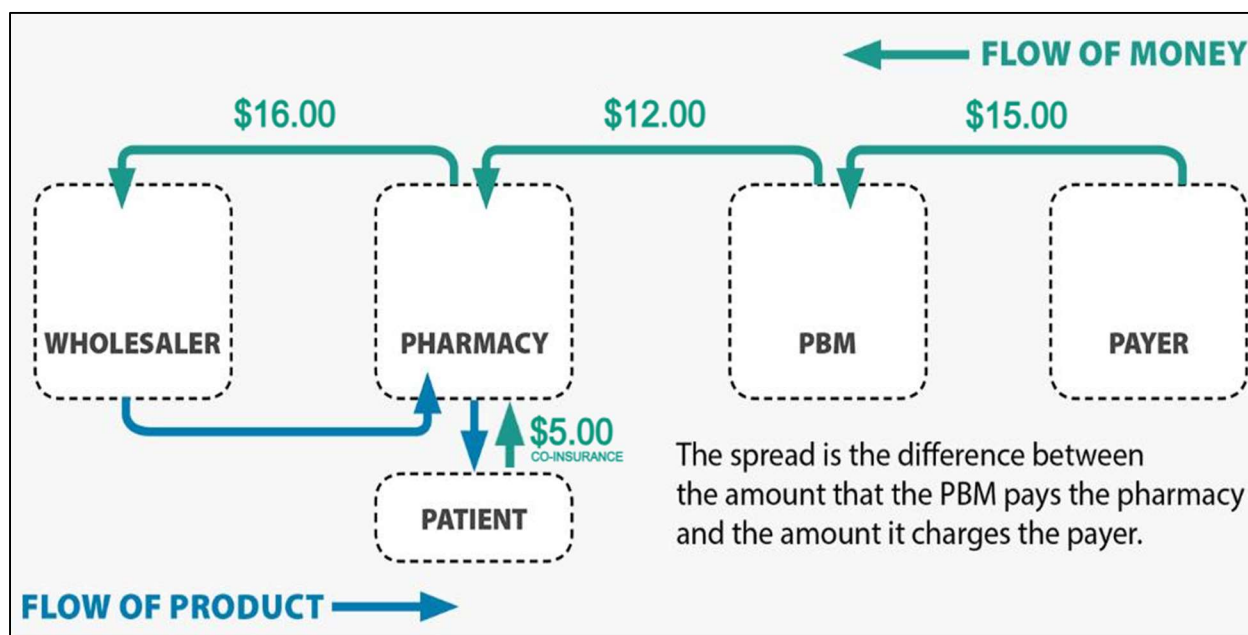 FLOW OF MONEY
$16.00
$12.00
$15.00
WHOLESALER
PHARMACY
PBM
PAYER
$5.00
CO-INSURANCE
PATIENT
The spread is the difference between
the amount that the PBM pays the pharmacy
and the amount it charges the payer.
FLOW OF PRODUCT